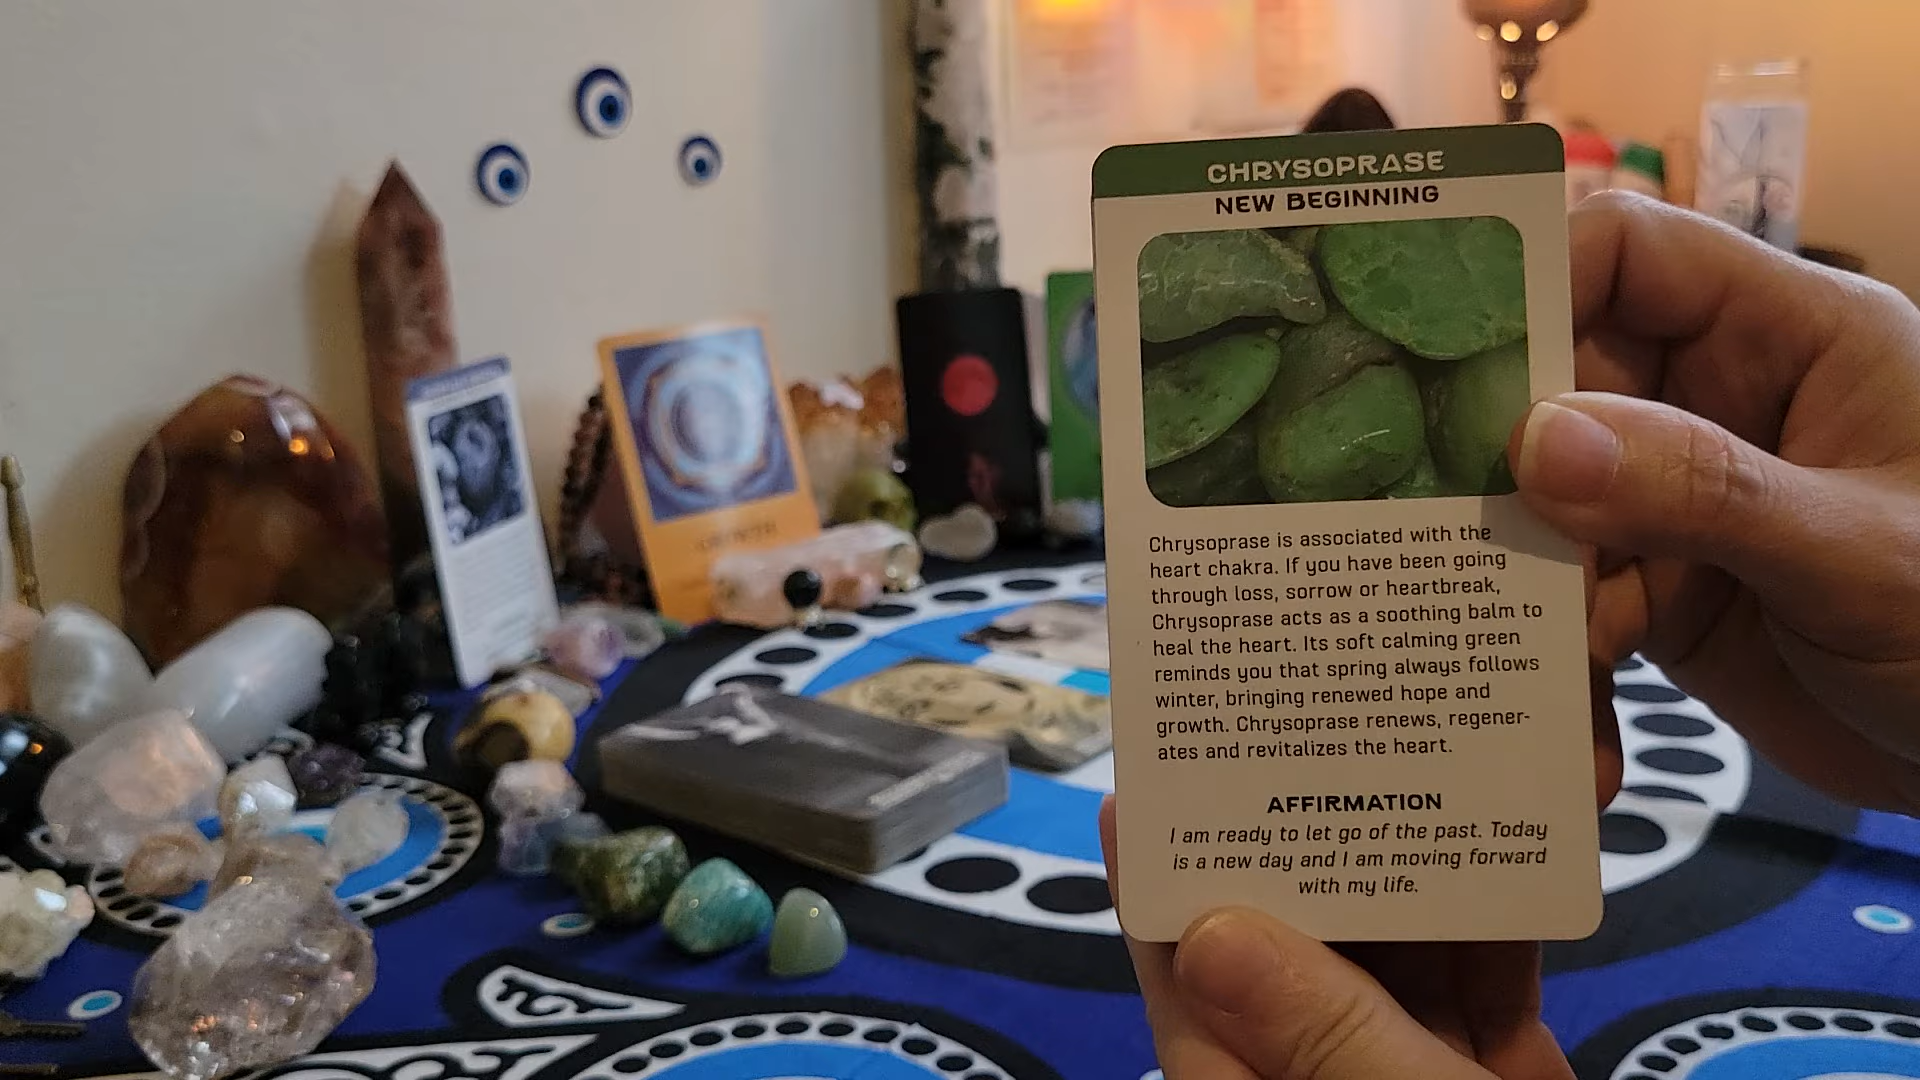 CHRYSOPRASE
NEW BEGINNING
Chrysoprase is associated with the
heart chakra. If you have been going
through loss, sorrow or heartbreak,
Chrysoprase acts as a soothing balm to
heal the heart. Its soft calming green
reminds you that spring always follows
winter, bringing renewed hope and
growth. Chrysoprase renews, regener-
ates and revitalizes the heart.
AFFIRMATION
I am ready to let go of the past. Today
is a new day and I am moving forward
with my life.